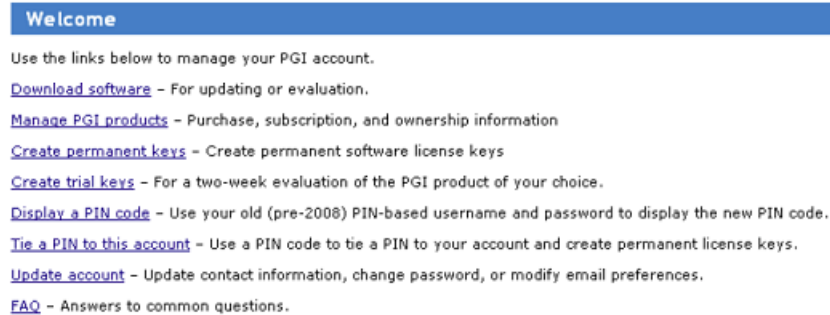 Welcome
Use the links below to manage your PGI account.
Download software – For updating or evaluation.
Manage PGI products – Purchase, subscription, and ownership information
Create permanent keys – Create permanent software license keys
Create trial keys – For a two-week evaluation of the PGI product of your choice.
Display a PIN code – Use your old (pre-2008) PIN-based username and password to display the new PIN code.
Tie a PIN to this account – Use a PIN code to tie a PIN to your account and create permanent license keys.
Update account – Update contact information, change password, or modify email preferences.
FAQ – Answers to common questions.